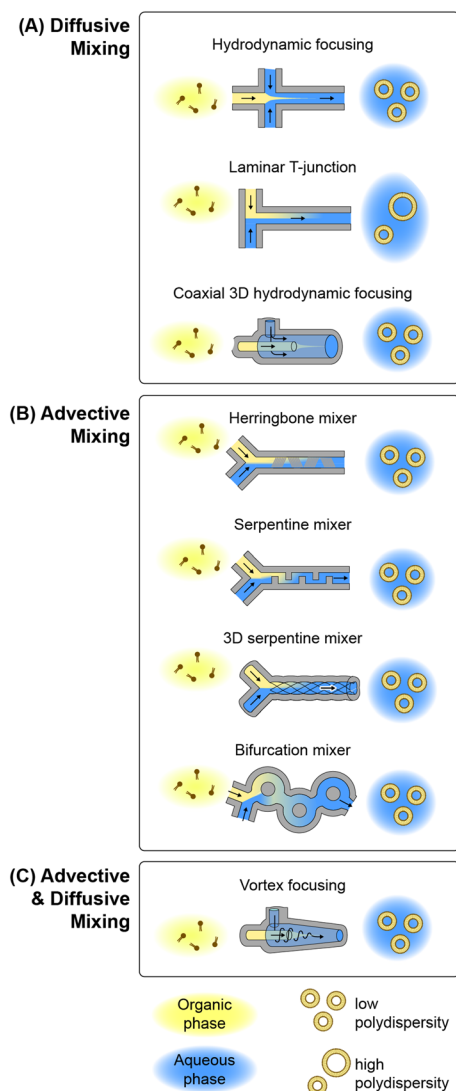 (A) Diffusive
Mixing
Hydrodynamic focusing
Laminar T-junction
Coaxial 3D hydrodynamic focusing
(B) Advective
Mixing
Herringbone mixer
Serpentine mixer
3D serpentine mixer
Bifurcation mixer
(C) Advective
& Diffusive
Mixing
Vortex focusing
Organic
phase
low
polydispersity
Aqueous
phase
high
polydispersity